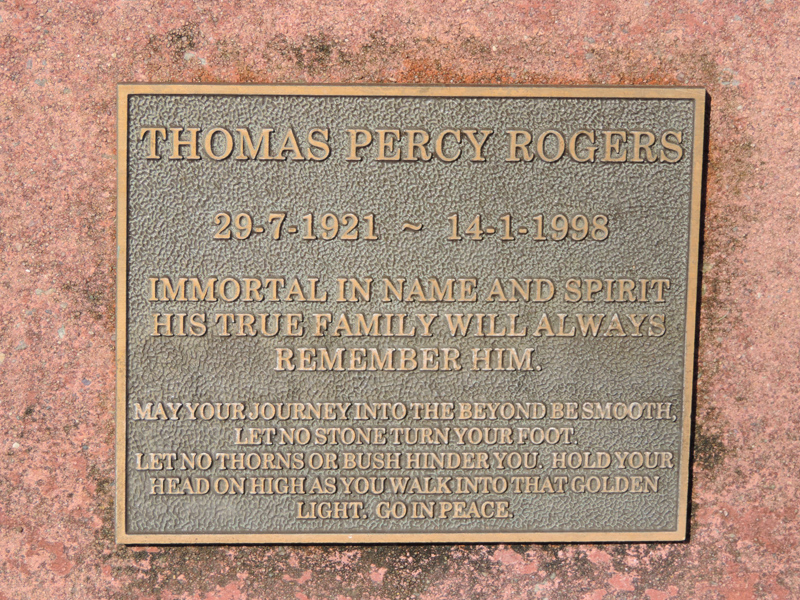 THOMAS PERCY ROGERS
29-7-1921 ~ 14-1-1998
IMMORTAL IN NAME AND SPIRIT
HIS TRUE FAMILY WILL ALWAYS
REMEMBER HIM.
MAY YOUR JOURNEY INTO THE BEYOND BE SMOOTH,
LET NO STONE TURN YOUR FOOT.
LET NO THORNS OR BUSH HINDER YOU. HOLD YOUR
HEAD ON HIGH AS YOU WALK INTO THAT GOLDEN
LIGHT. GO IN PEACE.